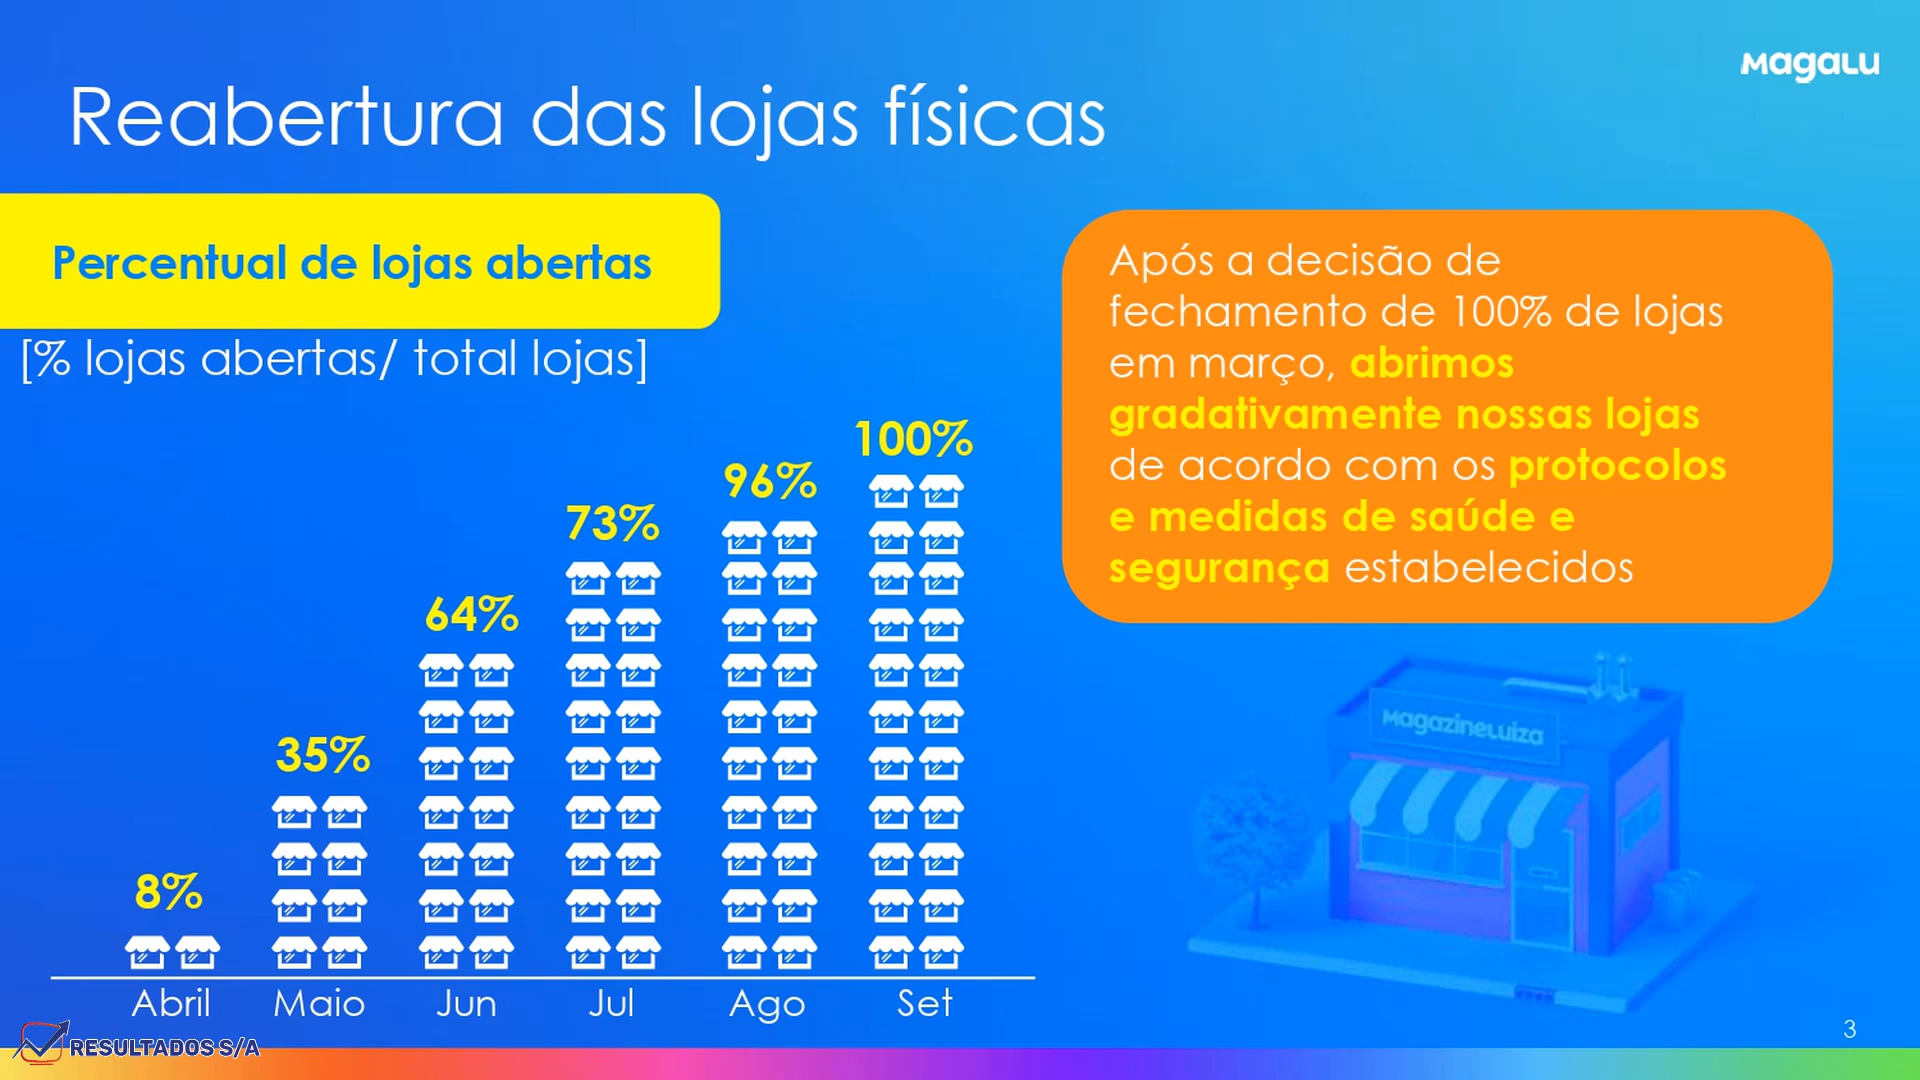 Magalu
Reabertura das lojas físicas
Percentual de lojas abertas
[% lojas abertas/ total lojas]
8%
35%
64%
73%
96%
100%
Abril
Maio
Jun
Jul
Ago
Set
Após a decisão de
fechamento de 100% de lojas
em março, abrimos
gradativamente nossas lojas
de acordo com os protocolos
e medidas de saúde e
segurança estabelecidos
magazineluiza
RESULTADOS S/A
3